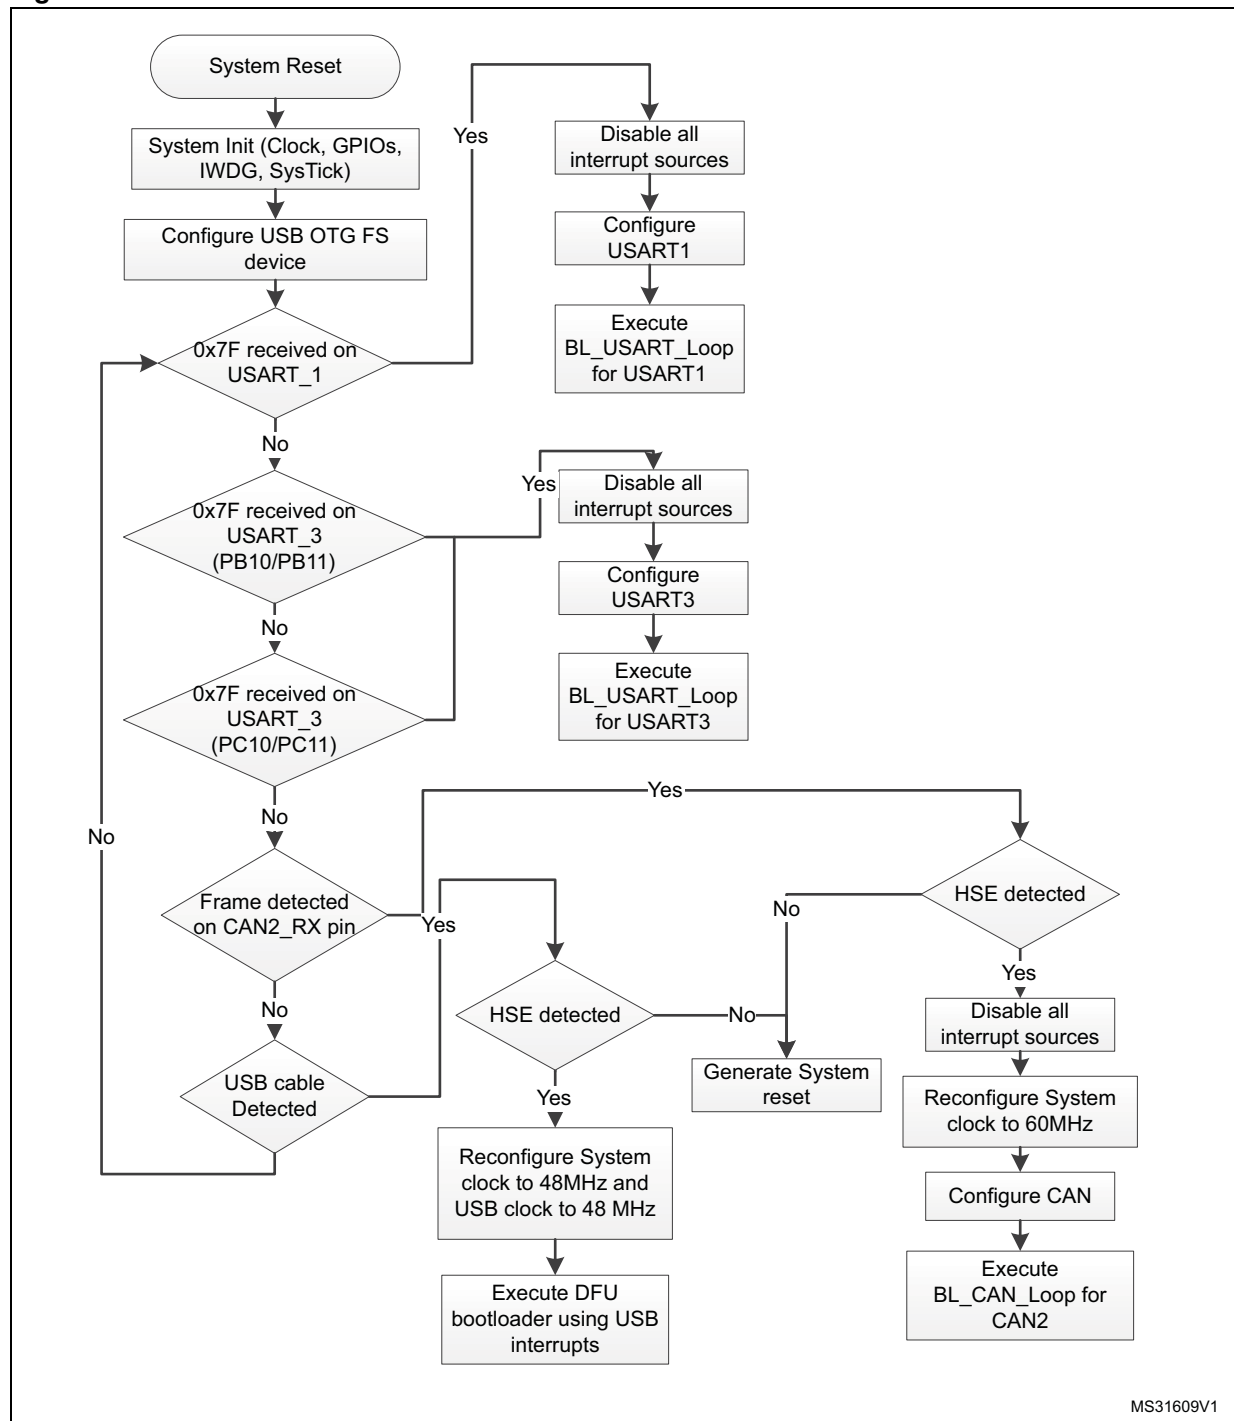 System Reset
System Init (Clock, GPIOs,
IWDG, SysTick)
Configure USB OTG FS
device
0x7F received on
USART_1
Yes
Disable all
interrupt sources
Configure
USART1
Execute
BL_USART_Loop
for USART1
No
0x7F received on
USART_3
(PB10/PB11)
Yes
Disable all
interrupt sources
Configure
USART3
Execute
BL_USART_Loop
for USART3
No
0x7F received on
USART_3
(PC10/PC11)
No
No
Frame detected
on CAN2_RX pin
Yes
HSE detected
No
Yes
Disable all
interrupt sources
Reconfigure System
clock to 60MHz
Configure CAN
Execute
BL_CAN_Loop for
CAN2
No
USB cable
Detected
Yes
HSE detected
No
Generate System
reset
Yes
Reconfigure System
clock to 48MHz and
USB clock to 48 MHz
Execute DFU
bootloader using USB
interrupts
MS31609V1